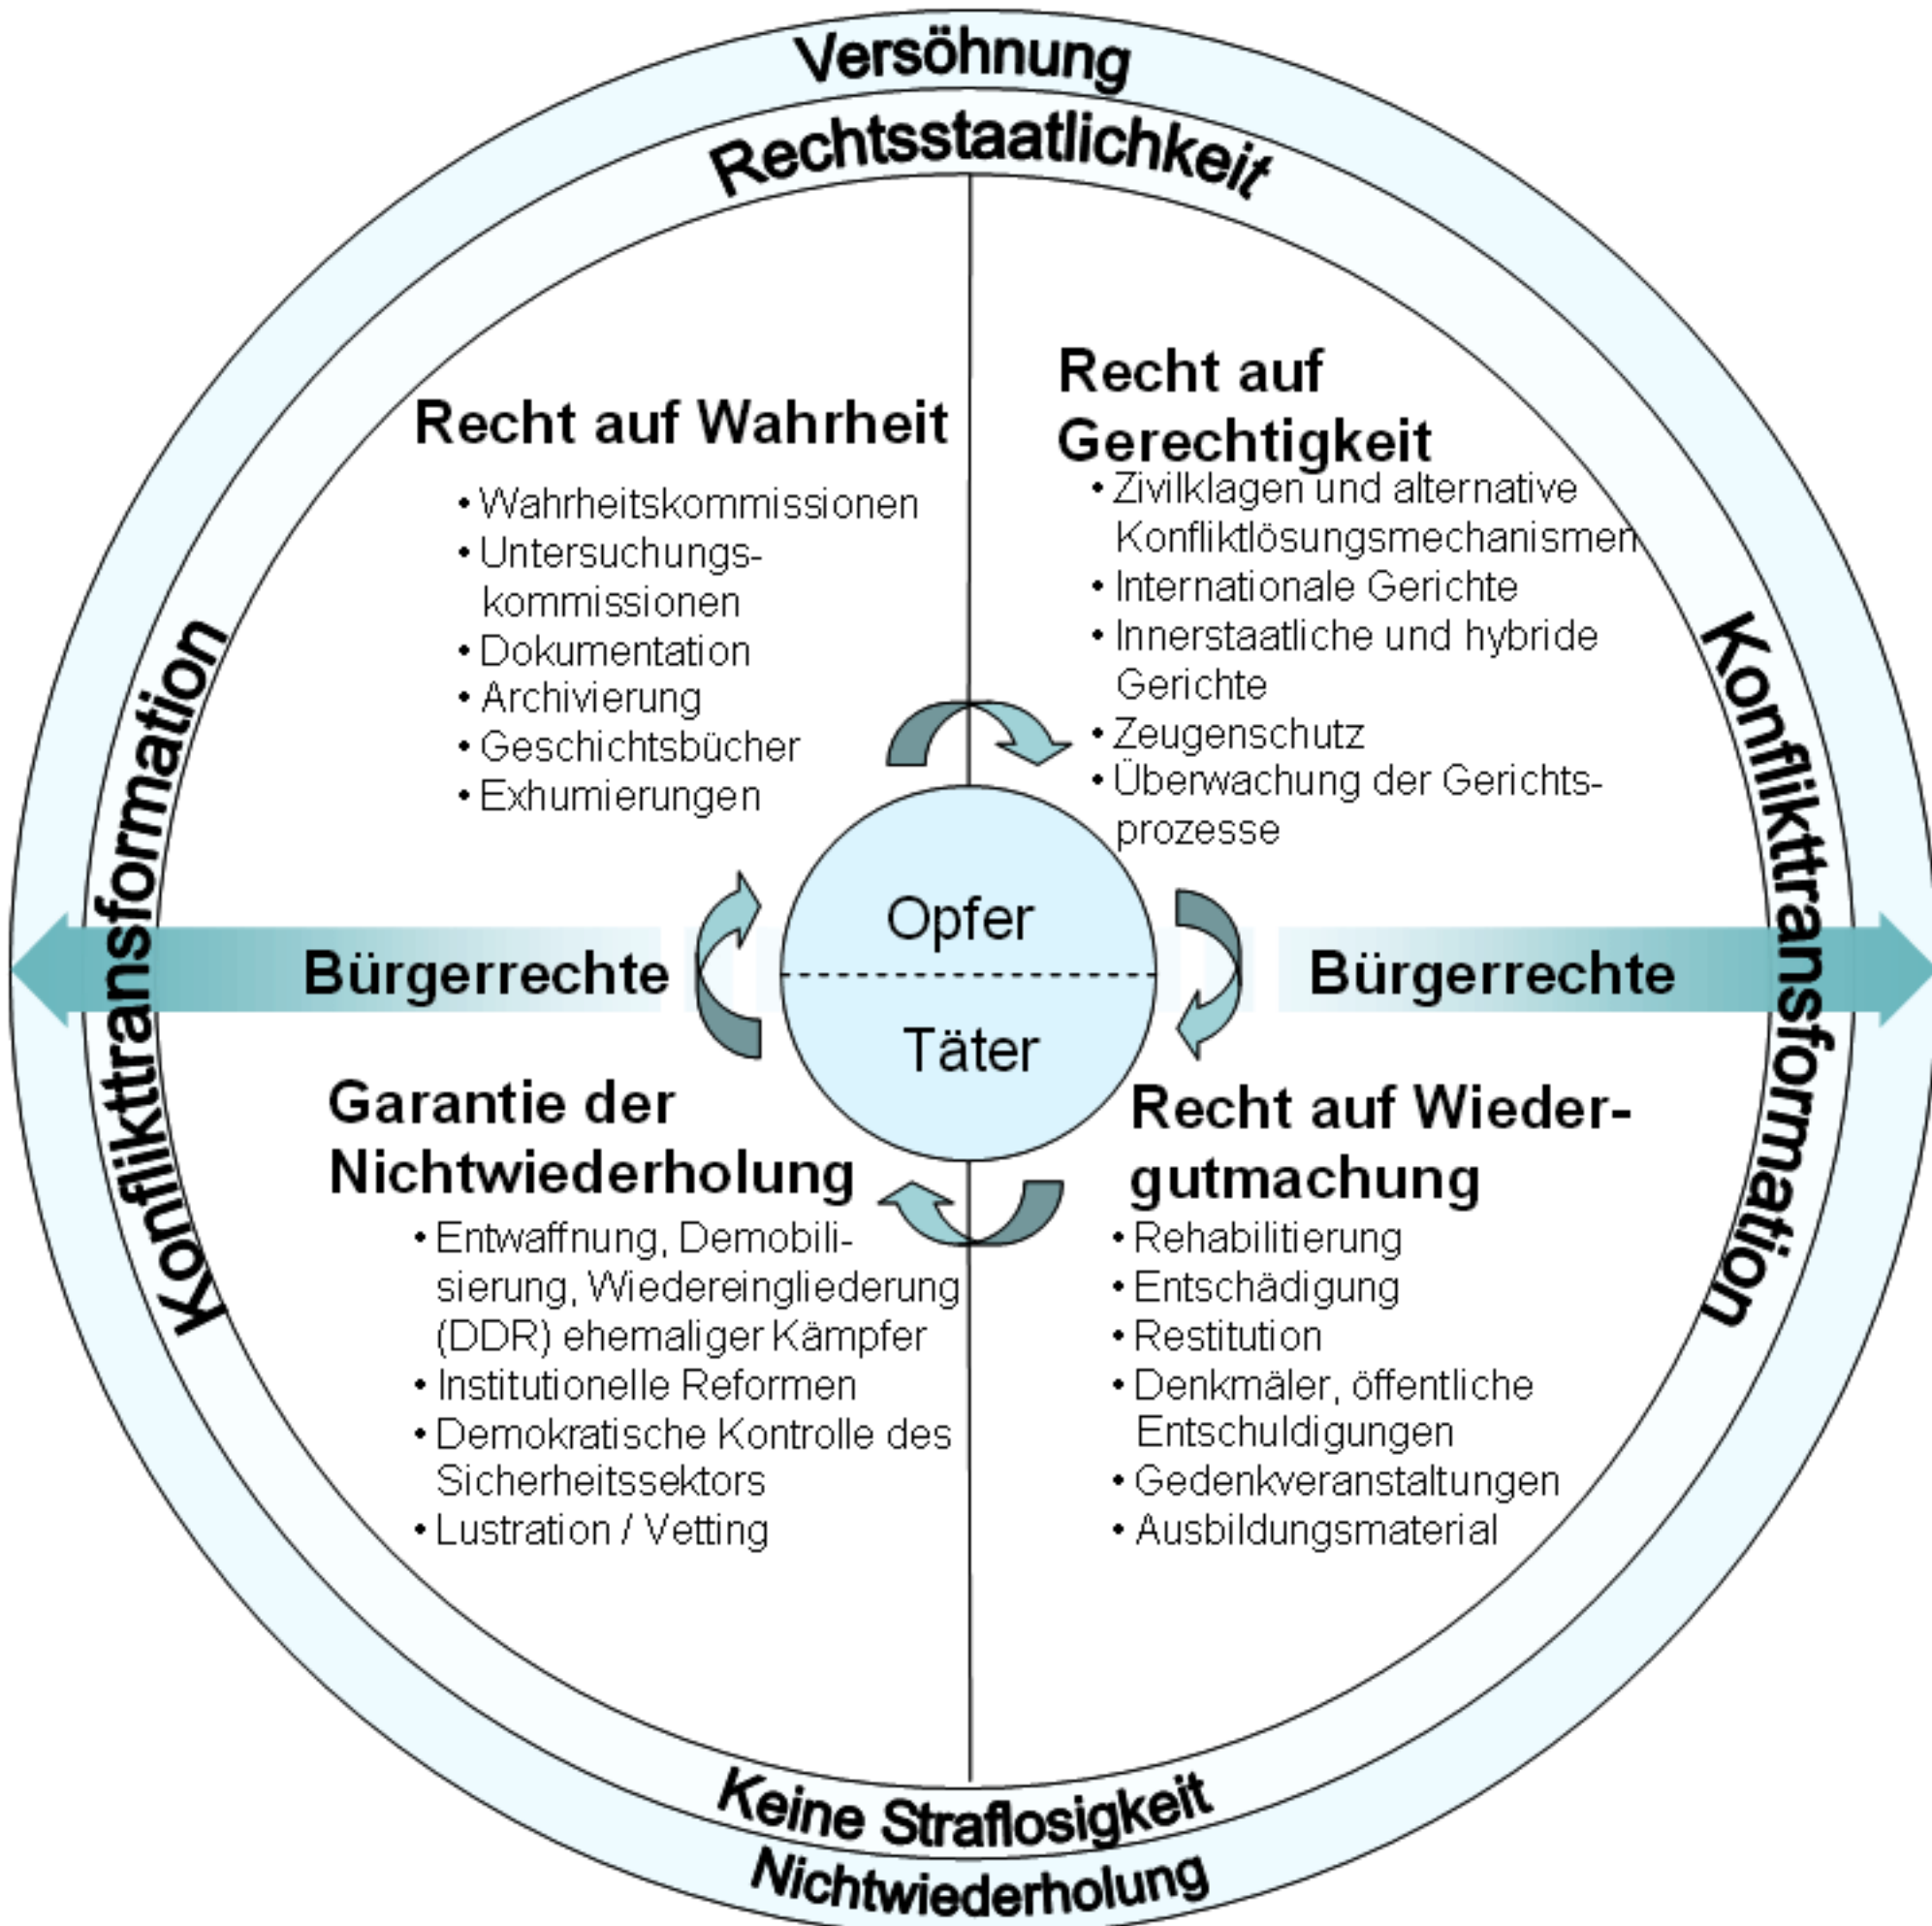 Versöhnung
Rechtsstaatlichkeit
Konflikttransformation
Konflikttransformation
Recht auf Wahrheit
• Wahrheitskommissionen
• Untersuchungs-
kommissionen
• Dokumentation
• Archivierung
• Geschichtsbücher
• Exhumierungen
Recht auf
Gerechtigkeit
• Zivilklagen und alternative
Konfliktlösungsmechanismen
• Internationale Gerichte
• Innerstaatliche und hybride
Gerichte
• Zeugenschutz
• Überwachung der Gerichts-
prozesse
Bürgerrechte
Opfer
Täter
Bürgerrechte
Garantie der
Nichtwiederholung
• Entwaffnung, Demobili-
sierung, Wiedereingliederung
(DDR) ehemaliger Kämpfer
• Institutionelle Reformen
• Demokratische Kontrolle des
Sicherheitssektors
• Lustration / Vetting
Recht auf Wieder-
gutmachung
• Rehabilitierung
• Entschädigung
• Restitution
• Denkmäler, öffentliche
Entschuldigungen
• Gedenkveranstaltungen
• Ausbildungsmaterial
Keine Straflosigkeit
Nichtwiederholung